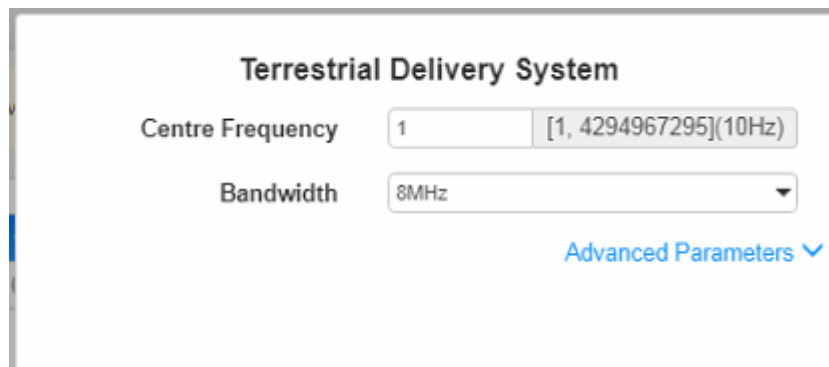 Terrestrial Delivery System
Centre Frequency 1 [1, 4294967295](10Hz)
Bandwidth 8MHz
Advanced Parameters